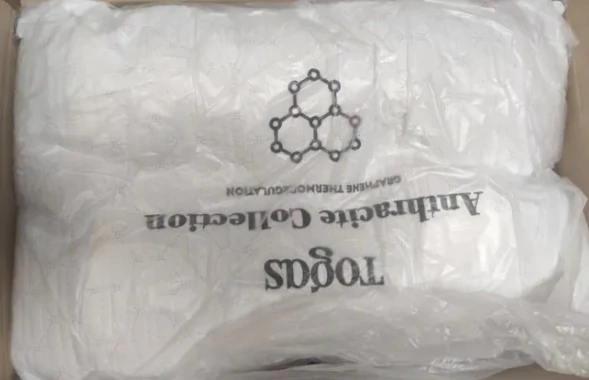 Togas
Anthracite Collection
GRAPHENE THERMOREGULATION